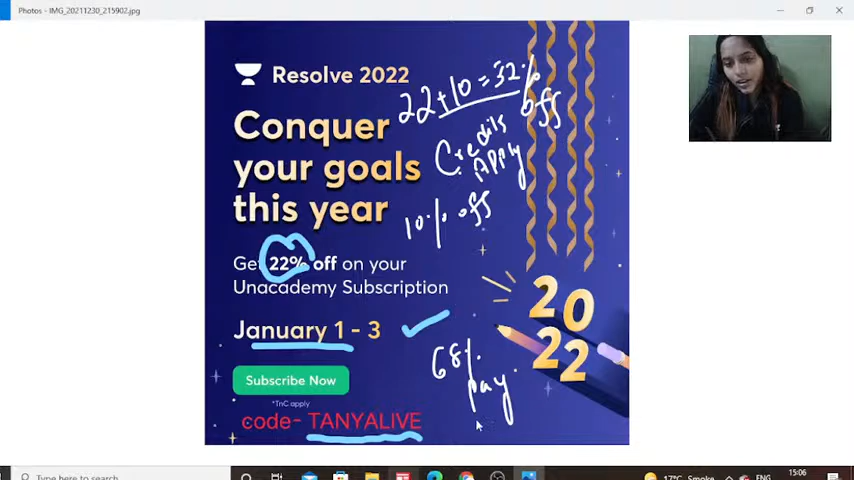 Photos - IMG_20211230_215902.jpg
Resolve 2022
Conquer
your goals
this year
22+10=32% off
Credits
Apply
10% off
Get 22% off on your
Unacademy Subscription
January 1 - 3
2022
68%
pay
Subscribe Now
*TnC apply
code- TANYALIVE
Type here to search
17°C Smoke
ENG
15:06